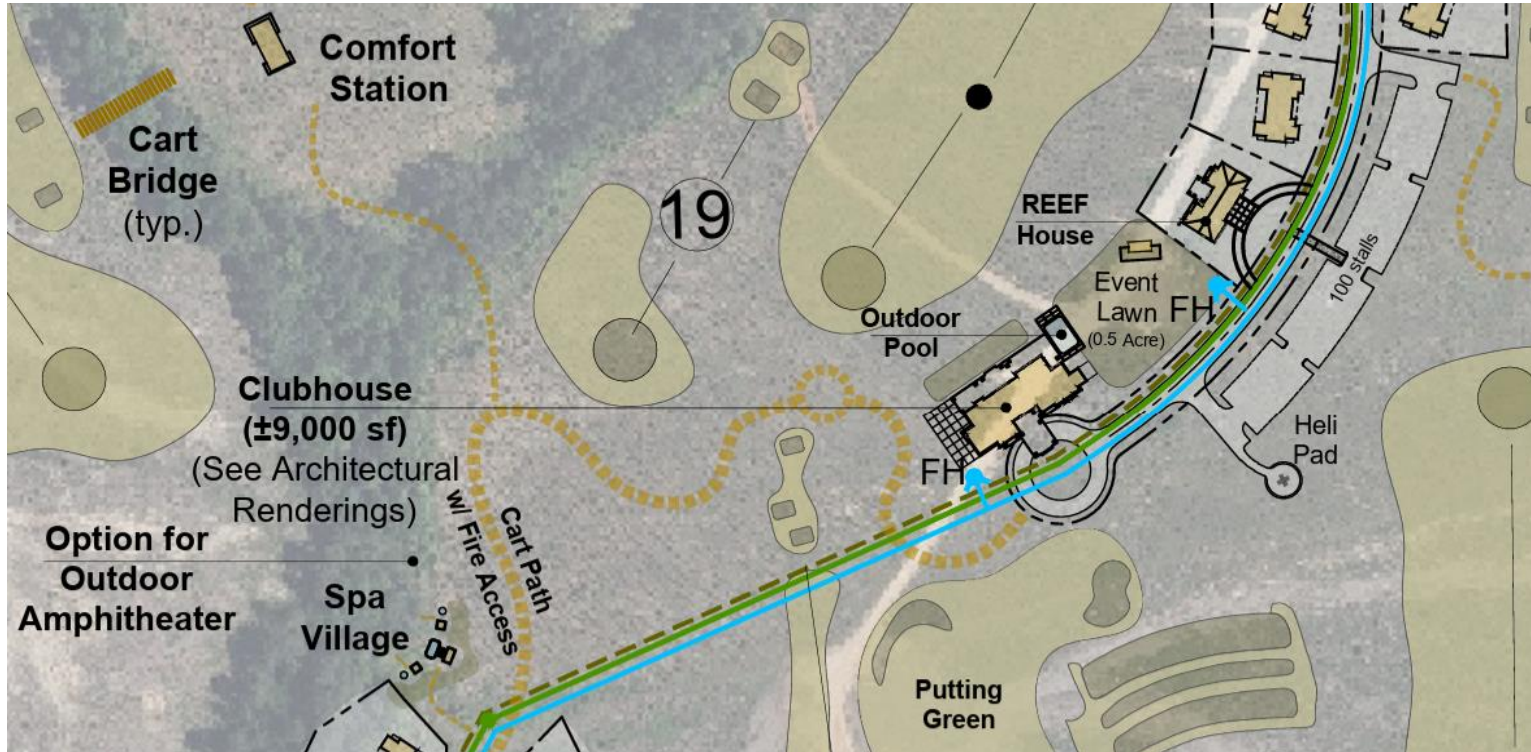 Comfort
Station
Cart
Bridge
(typ.)
19
REEF
House
Event
Lawn
(0.5 Acre)
FH
100 stalls
Outdoor
Pool
Clubhouse
(±9,000 sf)
(See Architectural
Renderings)
FH
Heli
Pad
Option for
Outdoor
Amphitheater
Cart Path
w/ Fire Access
Spa
Village
Putting
Green